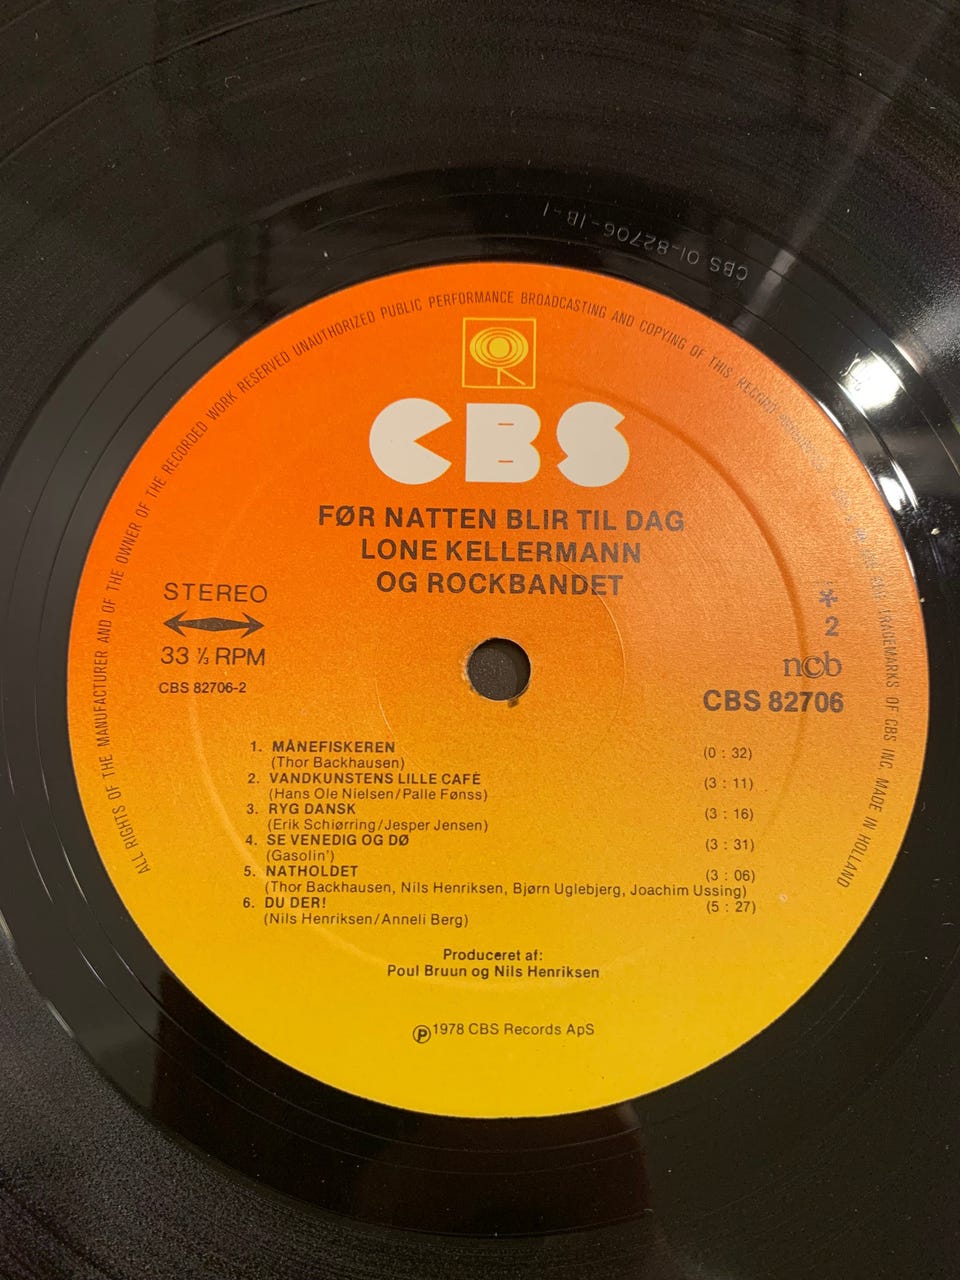 CBS 01-82706-1B-1
ALL RIGHTS OF THE MANUFACTURER AND OF THE OWNER OF THE RECORDED WORK RESERVED UNAUTHORIZED PUBLIC PERFORMANCE BROADCASTING AND COPYING OF THIS RECORD TRADEMARKS OF CBS INC. MADE IN HOLLAND
CBS
FØR NATTEN BLIR TIL DAG
LONE KELLERMANN
OG ROCKBANDET
STEREO
33 ⅓ RPM
CBS 82706-2
*
2
ncb
CBS 82706
1. MÅNEFISKEREN (0 : 32)
(Thor Backhausen)
2. VANDKUNSTENS LILLE CAFÉ (3 : 11)
(Hans Ole Nielsen/Palle Fønss)
3. RYG DANSK (3 : 16)
(Erik Schiørring/Jesper Jensen)
4. SE VENEDIG OG DØ (3 : 31)
(Gasolin')
5. NATHOLDET (3 : 06)
(Thor Backhausen, Nils Henriksen, Bjørn Uglebjerg, Joachim Ussing)
6. DU DER! (5 : 27)
(Nils Henriksen/Anneli Berg)
Produceret af:
Poul Bruun og Nils Henriksen
℗ 1978 CBS Records ApS